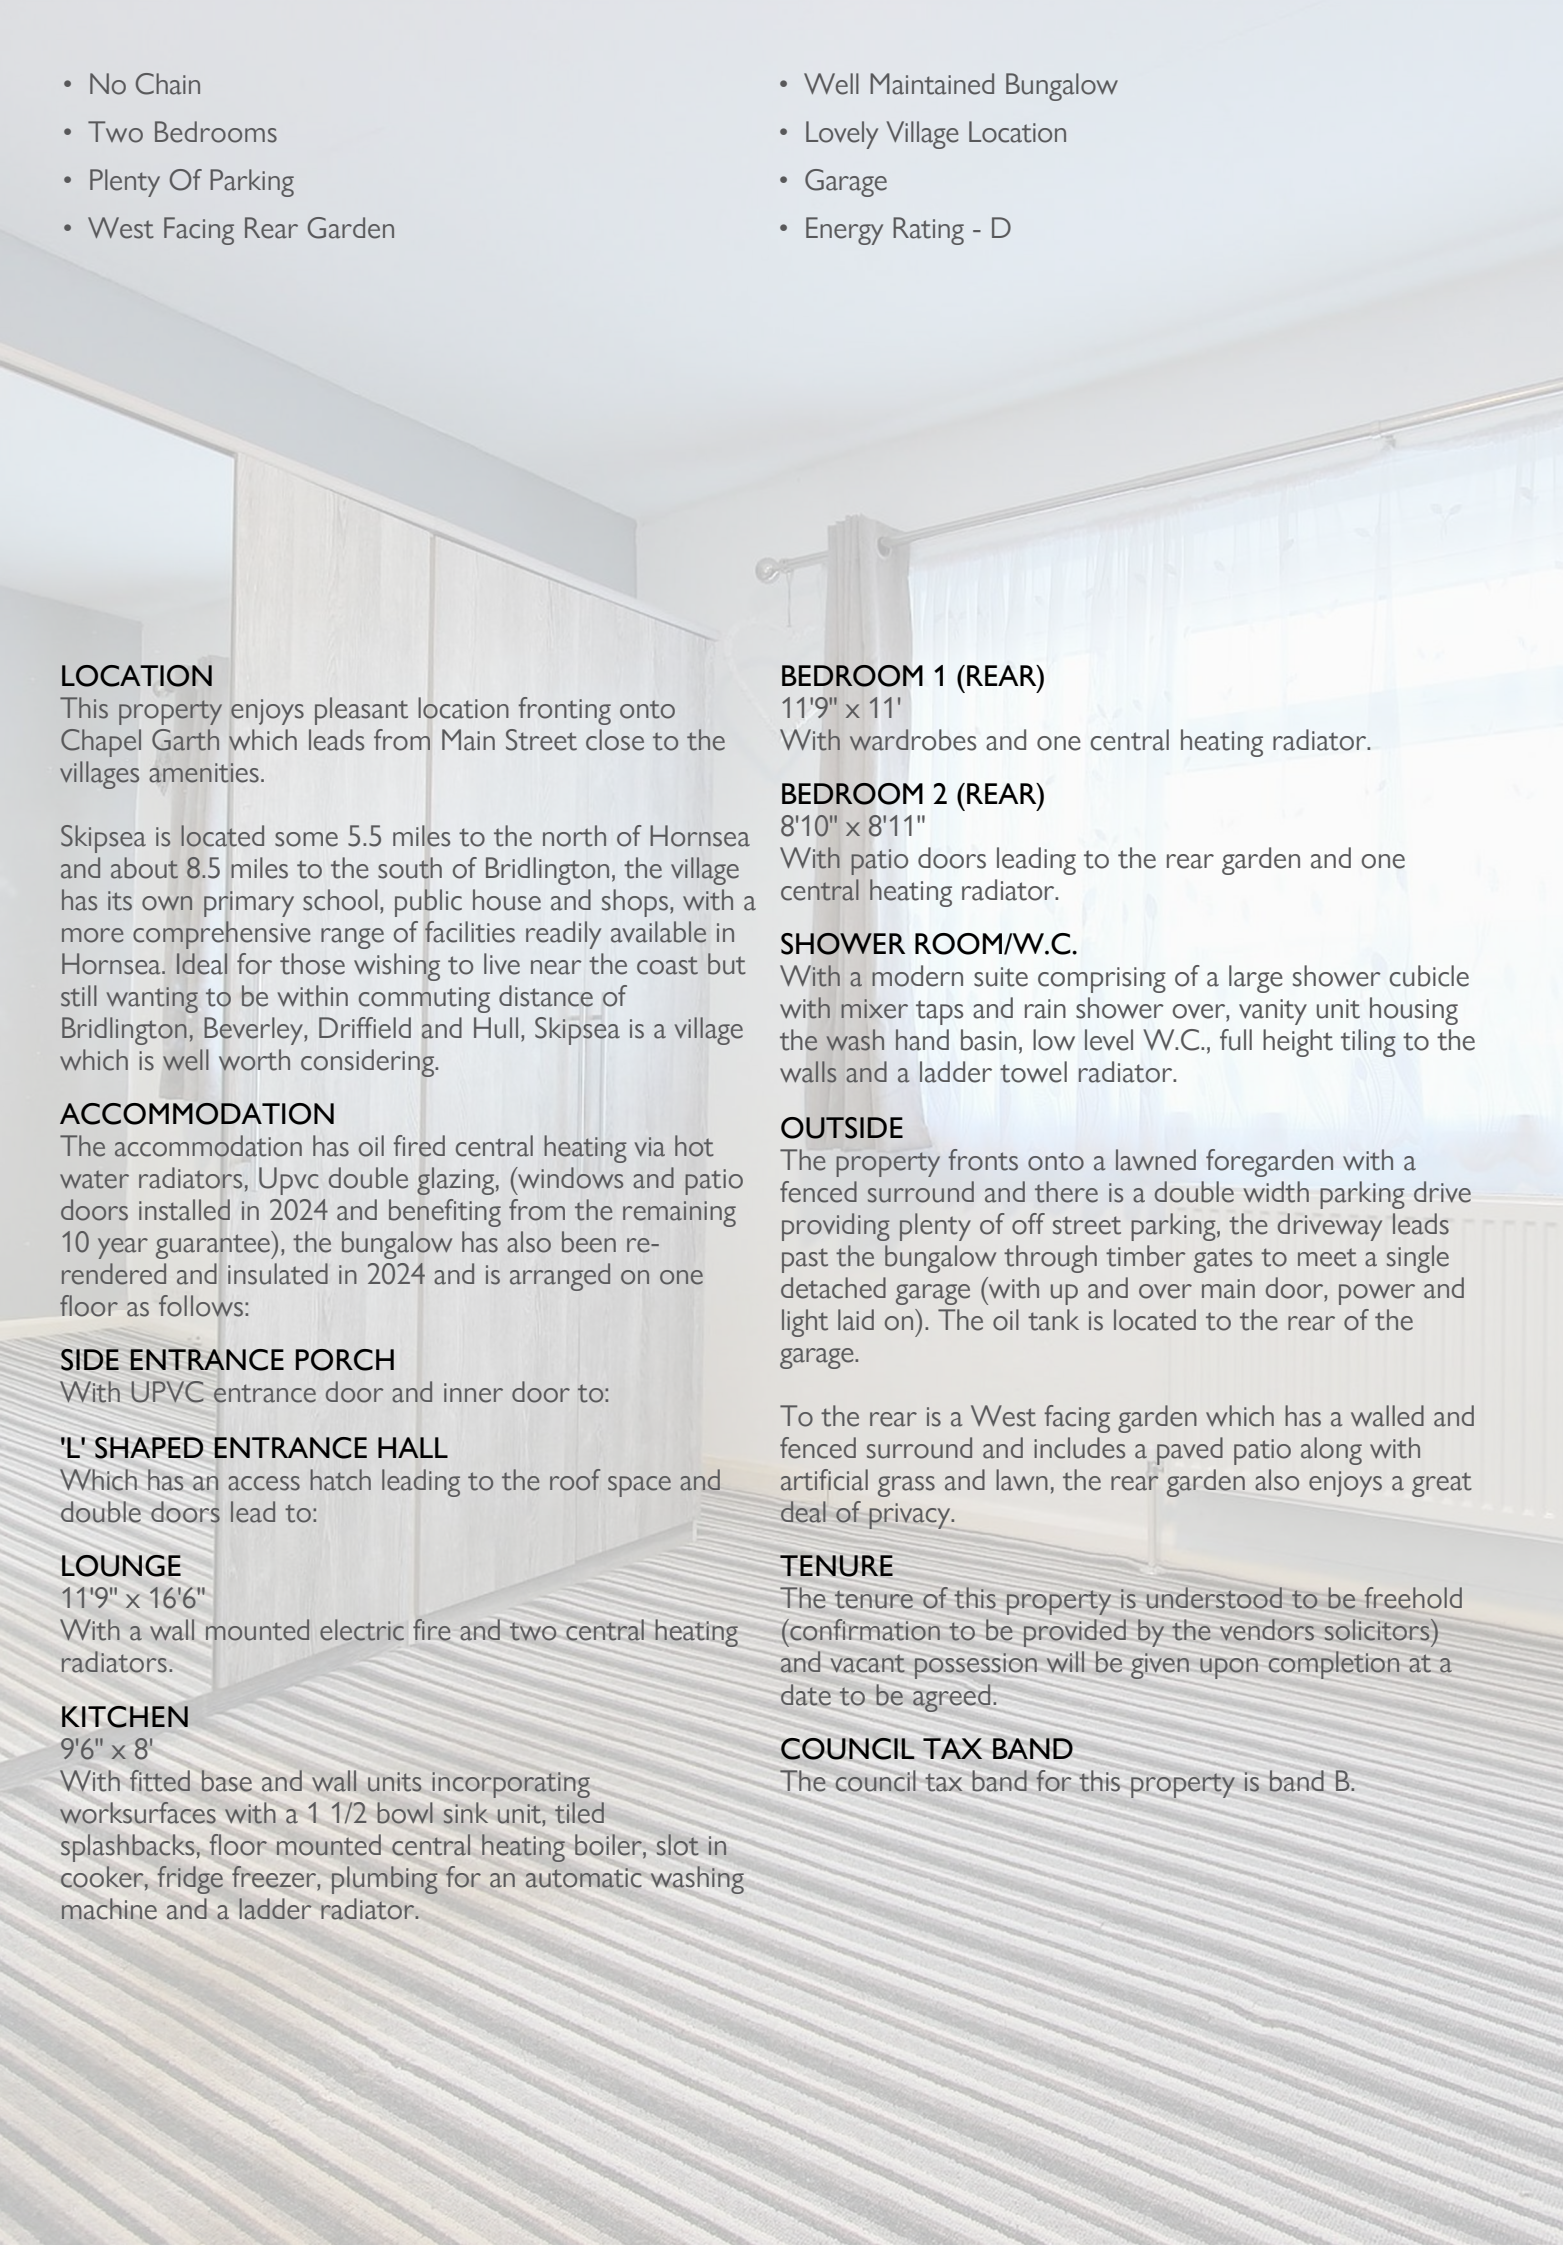 • No Chain
• Two Bedrooms
• Plenty Of Parking
• West Facing Rear Garden
• Well Maintained Bungalow
• Lovely Village Location
• Garage
• Energy Rating - D
LOCATION
This property enjoys pleasant location fronting onto
Chapel Garth which leads from Main Street close to the
villages amenities.
Skipsea is located some 5.5 miles to the north of Hornsea
and about 8.5 miles to the south of Bridlington, the village
has its own primary school, public house and shops, with a
more comprehensive range of facilities readily available in
Hornsea. Ideal for those wishing to live near the coast but
still wanting to be within commuting distance of
Bridlington, Beverley, Driffield and Hull, Skipsea is a village
which is well worth considering.
ACCOMMODATION
The accommodation has oil fired central heating via hot
water radiators, Upvc double glazing, (windows and patio
doors installed in 2024 and benefiting from the remaining
10 year guarantee), the bungalow has also been re-
rendered and insulated in 2024 and is arranged on one
floor as follows:
SIDE ENTRANCE PORCH
With UPVC entrance door and inner door to:
'L' SHAPED ENTRANCE HALL
Which has an access hatch leading to the roof space and
double doors lead to:
LOUNGE
11'9" x 16'6"
With a wall mounted electric fire and two central heating
radiators.
KITCHEN
9'6" x 8'
With fitted base and wall units incorporating
worksurfaces with a 1 1/2 bowl sink unit, tiled
splashbacks, floor mounted central heating boiler, slot in
cooker, fridge freezer, plumbing for an automatic washing
machine and a ladder radiator.
BEDROOM 1 (REAR)
11'9" x 11'
With wardrobes and one central heating radiator.
BEDROOM 2 (REAR)
8'10" x 8'11"
With patio doors leading to the rear garden and one
central heating radiator.
SHOWER ROOM/W.C.
With a modern suite comprising of a large shower cubicle
with mixer taps and rain shower over, vanity unit housing
the wash hand basin, low level W.C., full height tiling to the
walls and a ladder towel radiator.
OUTSIDE
The property fronts onto a lawned foregarden with a
fenced surround and there is a double width parking drive
providing plenty of off street parking, the driveway leads
past the bungalow through timber gates to meet a single
detached garage (with up and over main door, power and
light laid on). The oil tank is located to the rear of the
garage.
To the rear is a West facing garden which has a walled and
fenced surround and includes a paved patio along with
artificial grass and lawn, the rear garden also enjoys a great
deal of privacy.
TENURE
The tenure of this property is understood to be freehold
(confirmation to be provided by the vendors solicitors)
and vacant possession will be given upon completion at a
date to be agreed.
COUNCIL TAX BAND
The council tax band for this property is band B.